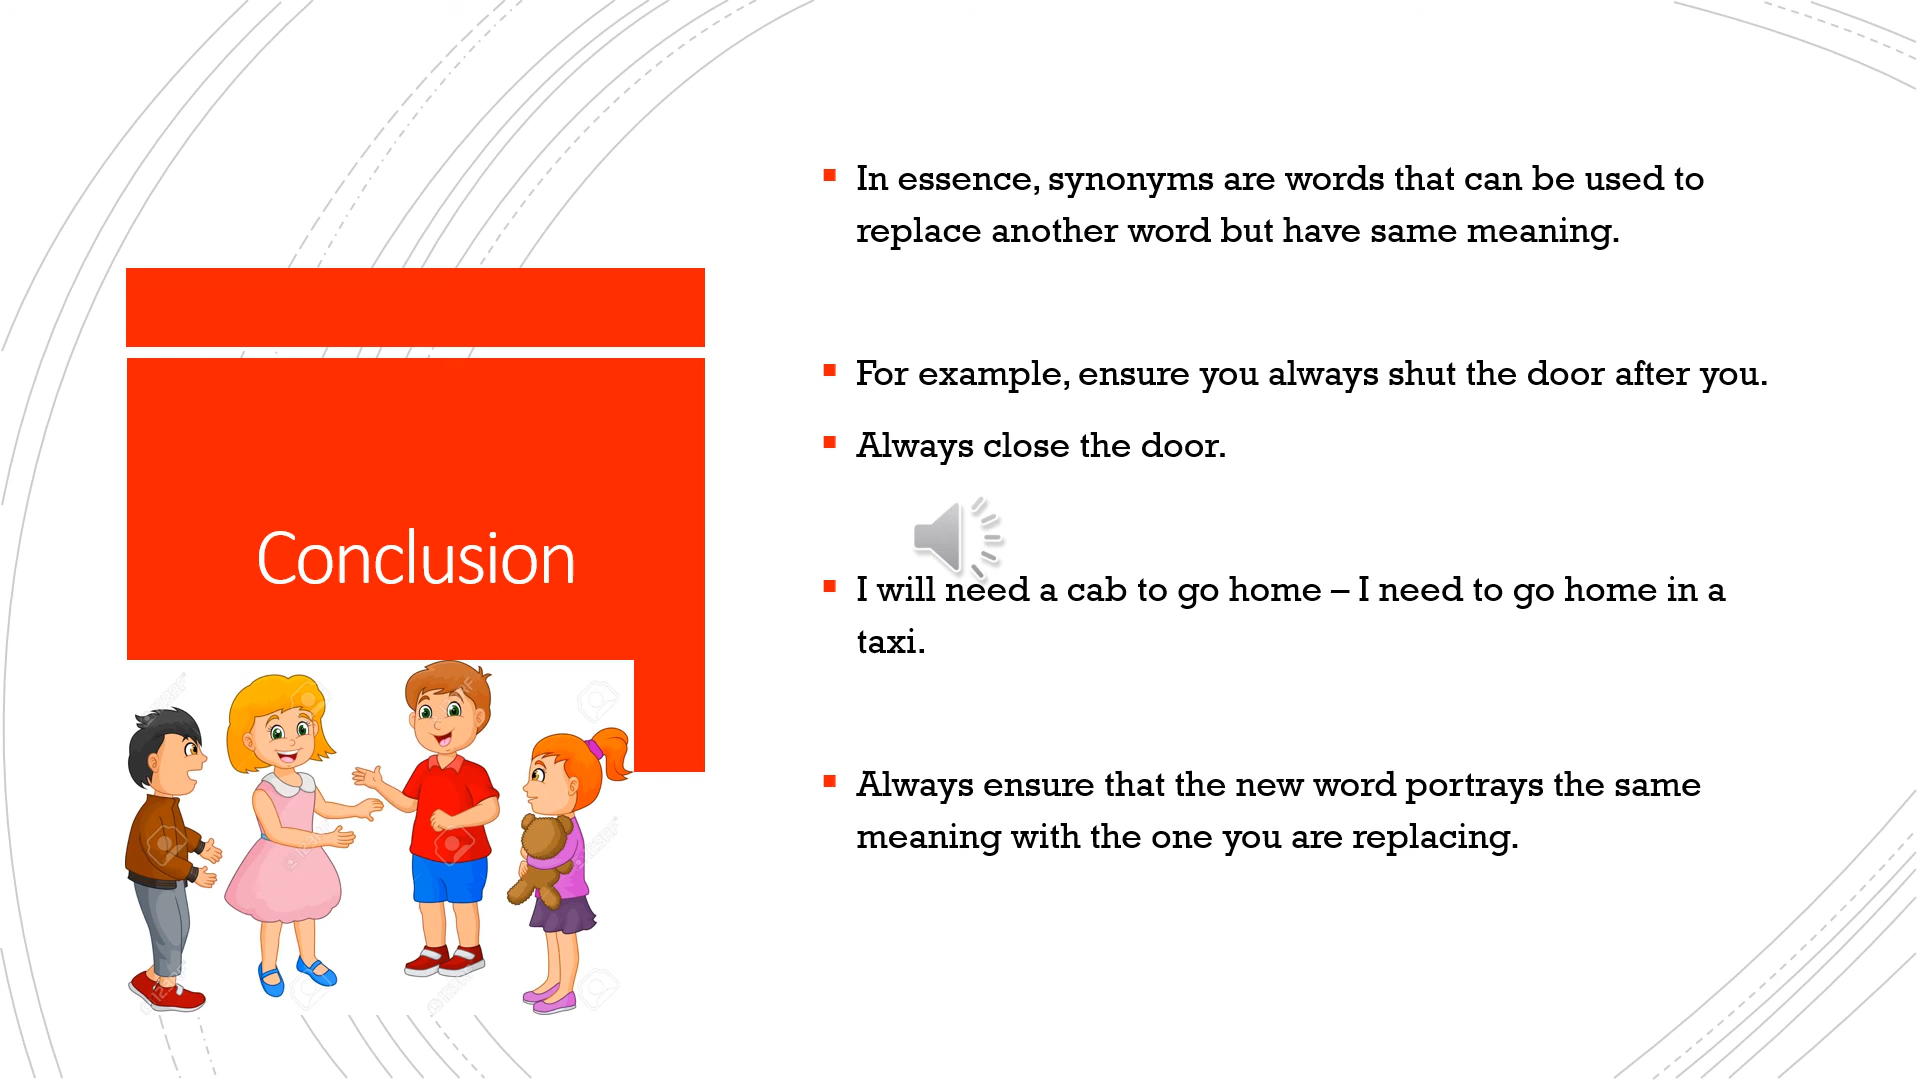 Conclusion
In essence, synonyms are words that can be used to
replace another word but have same meaning.
For example, ensure you always shut the door after you.
Always close the door.
I will need a cab to go home – I need to go home in a
taxi.
Always ensure that the new word portrays the same
meaning with the one you are replacing.